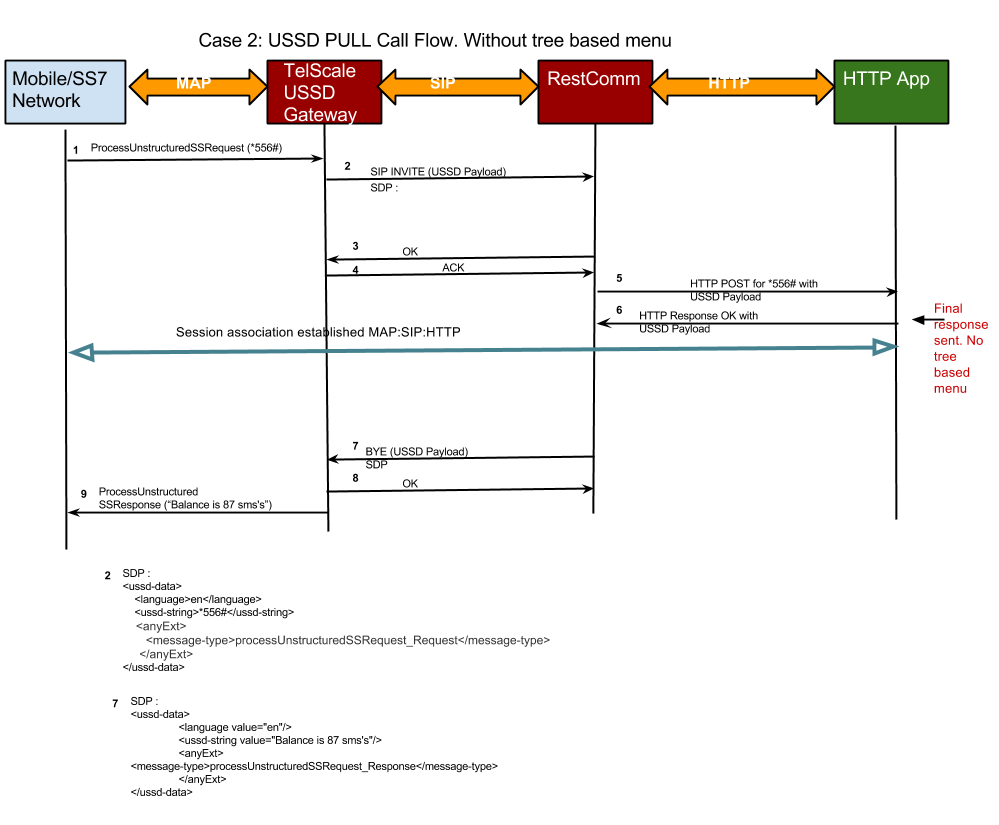 Case 2: USSD PULL Call Flow. Without tree based menu
Mobile/SS7
Network
MAP
TelScale
USSD
Gateway
SIP
RestComm
HTTP
HTTP App
1 ProcessUnstructuredSSRequest (*556#)
2 SIP INVITE (USSD Payload)
SDP :
3 OK
4 ACK
5 HTTP POST for *556# with
USSD Payload
6 HTTP Response OK with
USSD Payload
Final
response
sent. No
tree
based
menu
Session association established MAP:SIP:HTTP
7 BYE (USSD Payload)
SDP
8 OK
9 ProcessUnstructured
SSResponse (“Balance is 87 sms's”)
2 SDP :
<ussd-data>
<language>en</language>
<ussd-string>*556#</ussd-string>
<anyExt>
<message-type>processUnstructuredSSRequest_Request</message-type>
</anyExt>
</ussd-data>
7 SDP :
<ussd-data>
<language value="en"/>
<ussd-string value="Balance is 87 sms's"/>
<anyExt>
<message-type>processUnstructuredSSRequest_Response</message-type>
</anyExt>
</ussd-data>